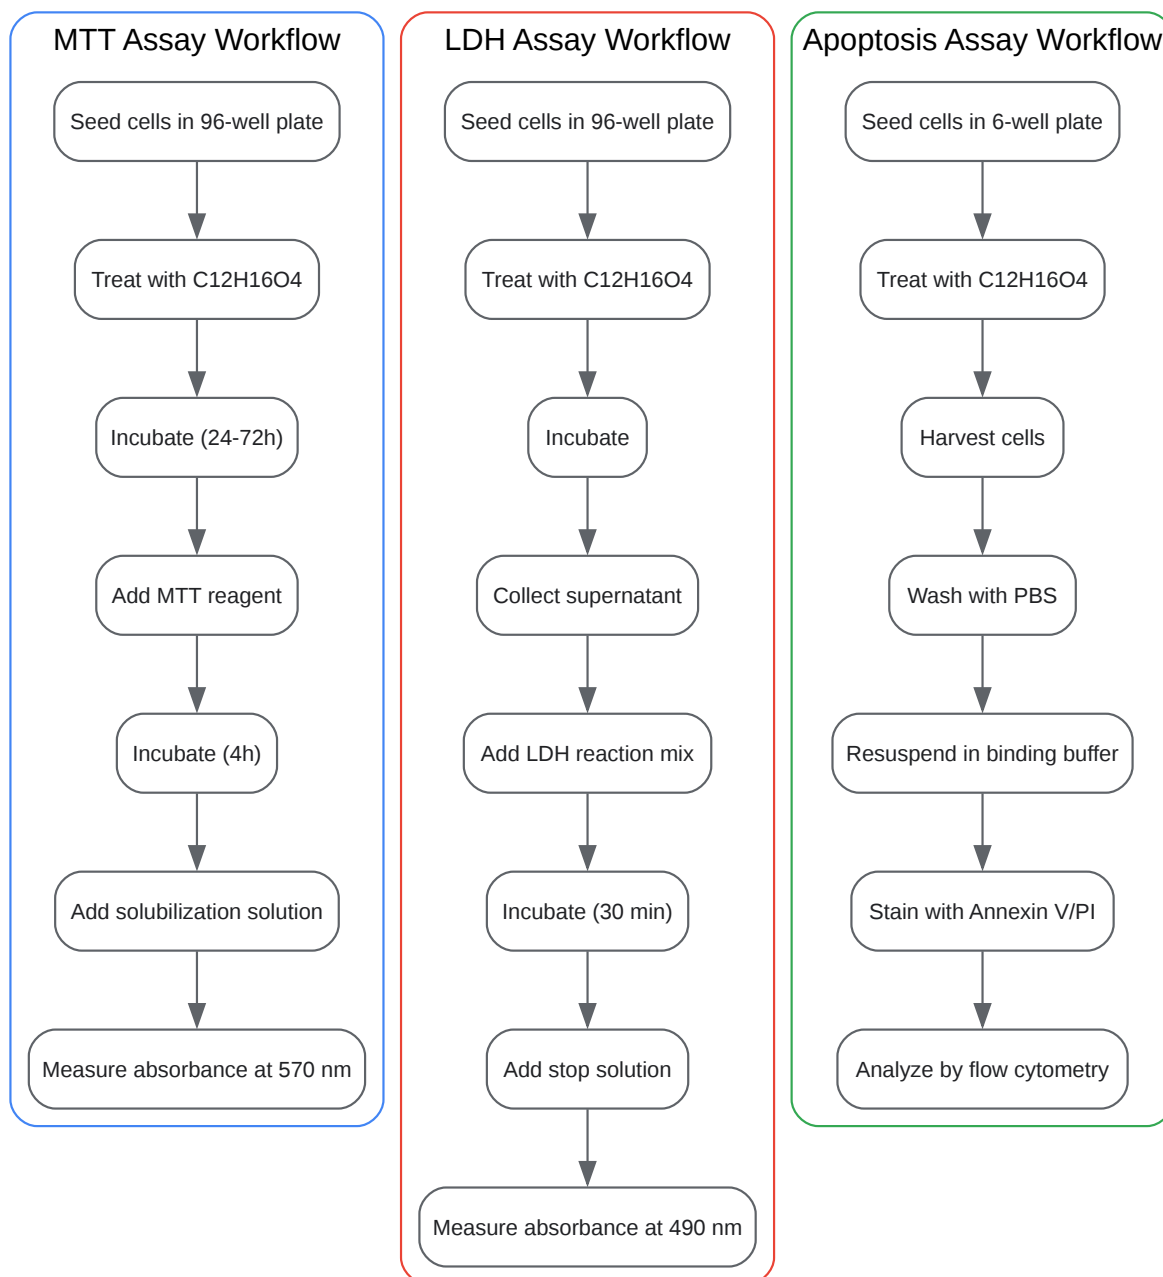 MTT Assay Workflow
Seed cells in 96-well plate
Treat with C12H16O4
Incubate (24-72h)
Add MTT reagent
Incubate (4h)
Add solubilization solution
Measure absorbance at 570 nm
LDH Assay Workflow
Seed cells in 96-well plate
Treat with C12H16O4
Incubate
Collect supernatant
Add LDH reaction mix
Incubate (30 min)
Add stop solution
Measure absorbance at 490 nm
Apoptosis Assay Workflow
Seed cells in 6-well plate
Treat with C12H16O4
Harvest cells
Wash with PBS
Resuspend in binding buffer
Stain with Annexin V/PI
Analyze by flow cytometry